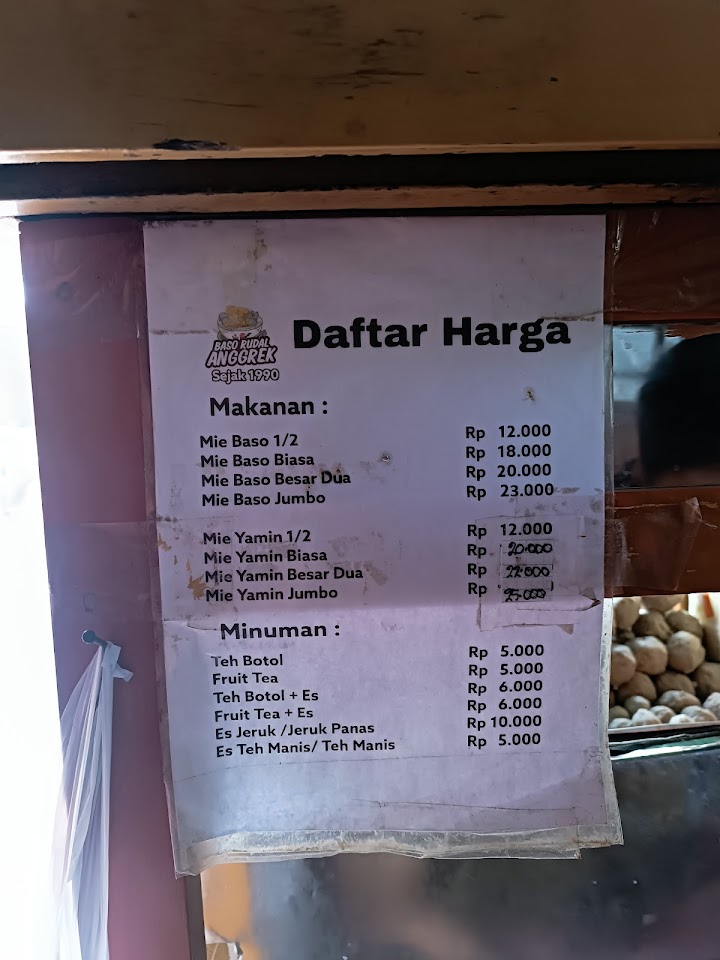 BASO RUDAL
ANGGREK
Sejak 1990
Daftar Harga
Makanan :
Mie Baso 1/2 Rp 12.000
Mie Baso Biasa Rp 18.000
Mie Baso Besar Dua Rp 20.000
Mie Baso Jumbo Rp 23.000
Mie Yamin 1/2 Rp 12.000
Mie Yamin Biasa Rp 20.000
Mie Yamin Besar Dua Rp 22.000
Mie Yamin Jumbo Rp 25.000
Minuman :
Teh Botol Rp 5.000
Fruit Tea Rp 5.000
Teh Botol + Es Rp 6.000
Fruit Tea + Es Rp 6.000
Es Jeruk /Jeruk Panas Rp 10.000
Es Teh Manis/ Teh Manis Rp 5.000